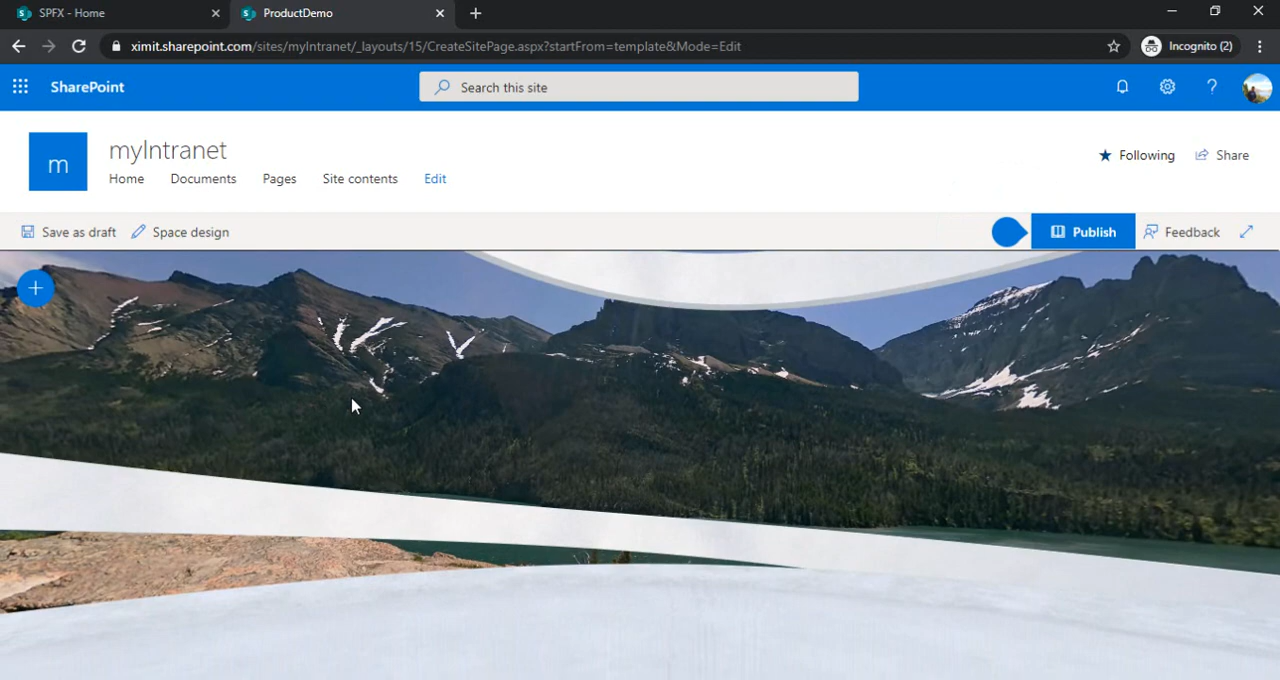 SPFX - Home
ProductDemo
ximit.sharepoint.com/sites/myIntranet/_layouts/15/CreateSitePage.aspx?startFrom=template&Mode=Edit
Incognito (2)
SharePoint
Search this site
m
myIntranet
Following
Share
Home
Documents
Pages
Site contents
Edit
Save as draft
Space design
Publish
Feedback